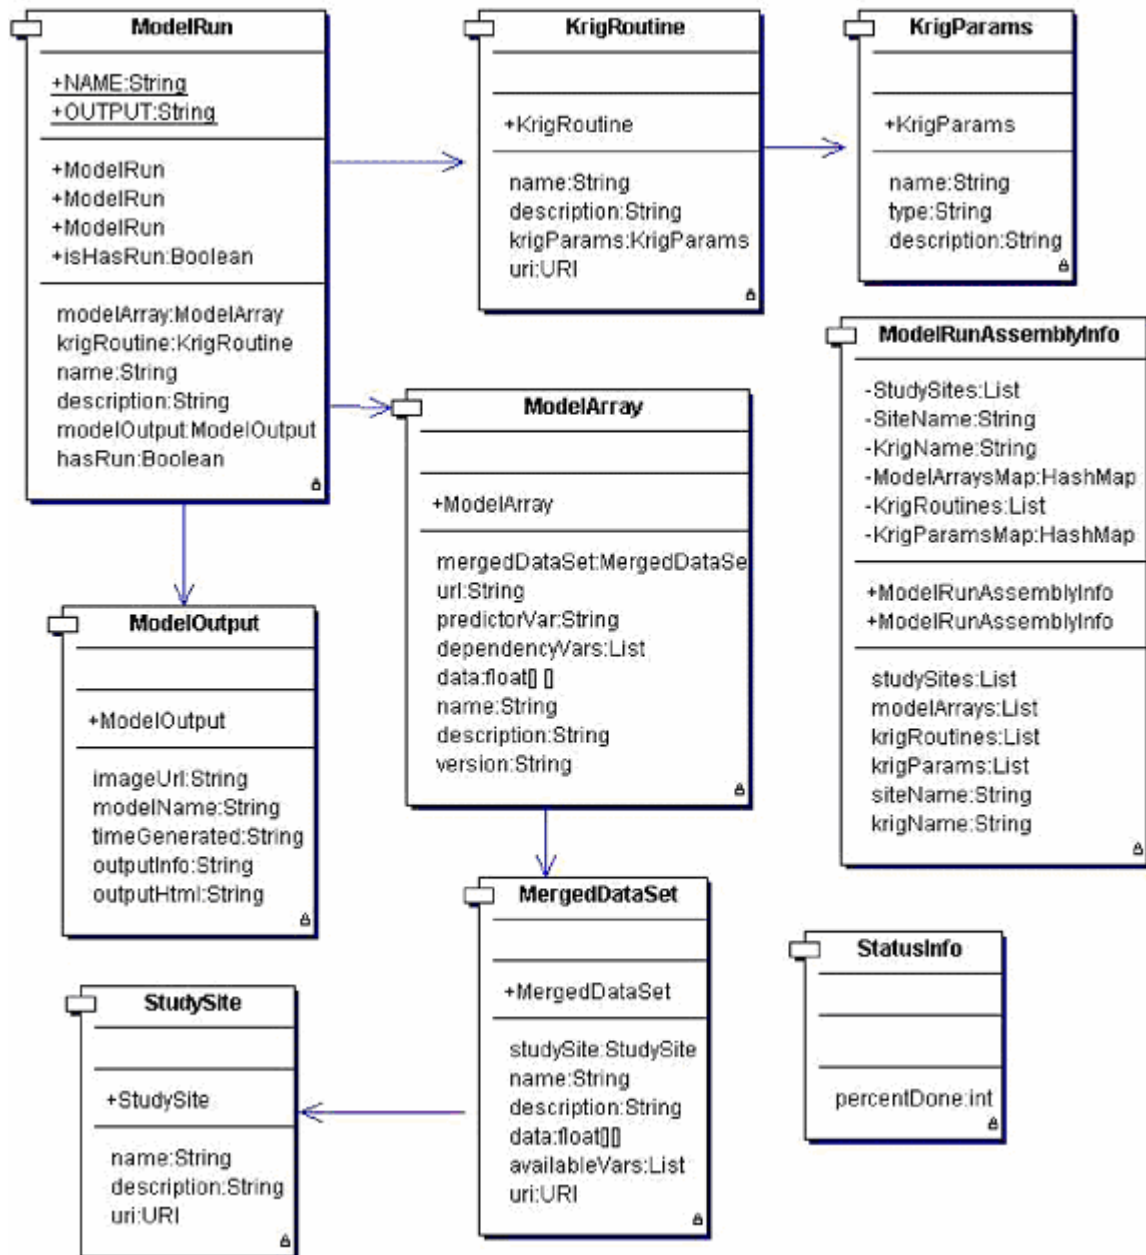 ModelRun
+NAME:String
+OUTPUT:String
+ModelRun
+ModelRun
+ModelRun
+isHasRun:Boolean
modelArray:ModelArray
krigRoutine:KrigRoutine
name:String
description:String
modelOutput:ModelOutput
hasRun:Boolean
KrigRoutine
+KrigRoutine
name:String
description:String
krigParams:KrigParams
uri:URI
KrigParams
+KrigParams
name:String
type:String
description:String
ModelRunAssemblyInfo
-StudySites:List
-SiteName:String
-KrigName:String
-ModelArraysMap:HashMap
-KrigRoutines:List
-KrigParamsMap:HashMap
+ModelRunAssemblyInfo
+ModelRunAssemblyInfo
studySites:List
modelArrays:List
krigRoutines:List
krigParams:List
siteName:String
krigName:String
ModelArray
+ModelArray
mergedDataSet:MergedDataSe
url:String
predictorVar:String
dependencyVars:List
data:float[] []
name:String
description:String
version:String
ModelOutput
+ModelOutput
imageUrl:String
modelName:String
timeGenerated:String
outputInfo:String
outputHtml:String
MergedDataSet
+MergedDataSet
studySite:StudySite
name:String
description:String
data:float[][]
availableVars:List
uri:URI
StatusInfo
percentDone:int
StudySite
+StudySite
name:String
description:String
uri:URI